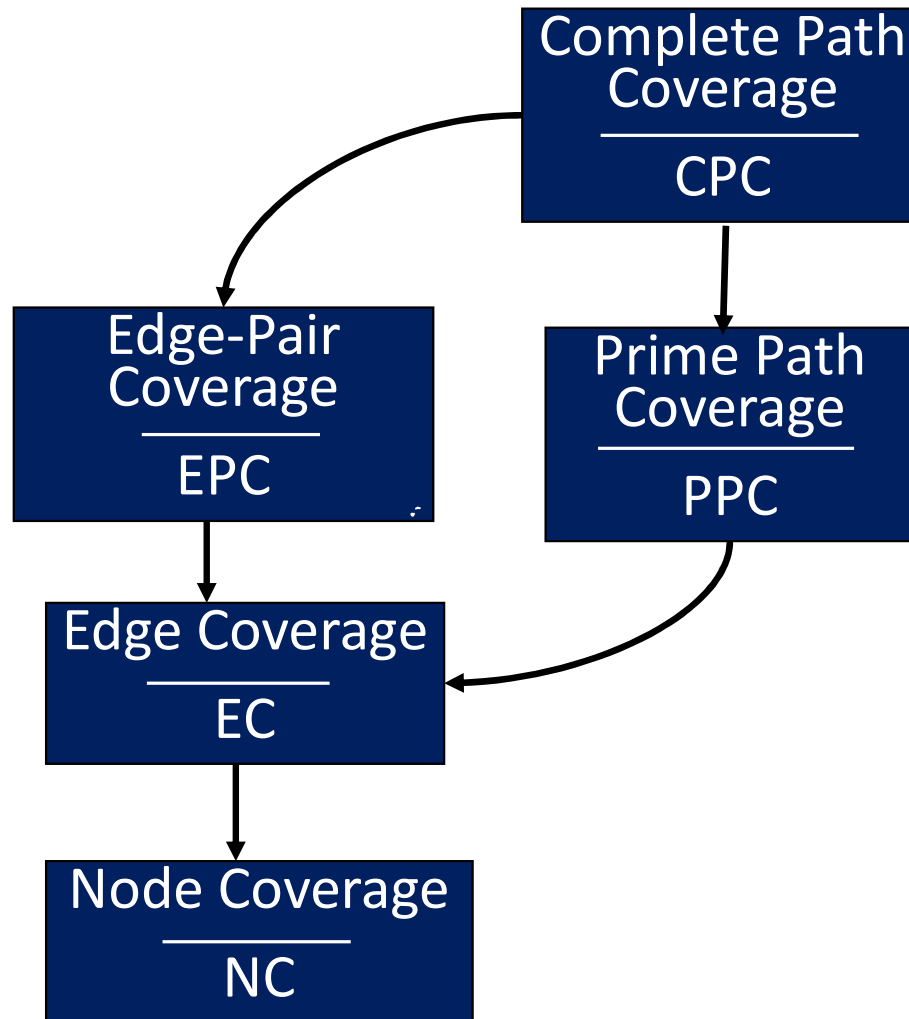 Complete Path
Coverage
CPC
Edge-Pair
Coverage
EPC
Prime Path
Coverage
PPC
Edge Coverage
EC
Node Coverage
NC